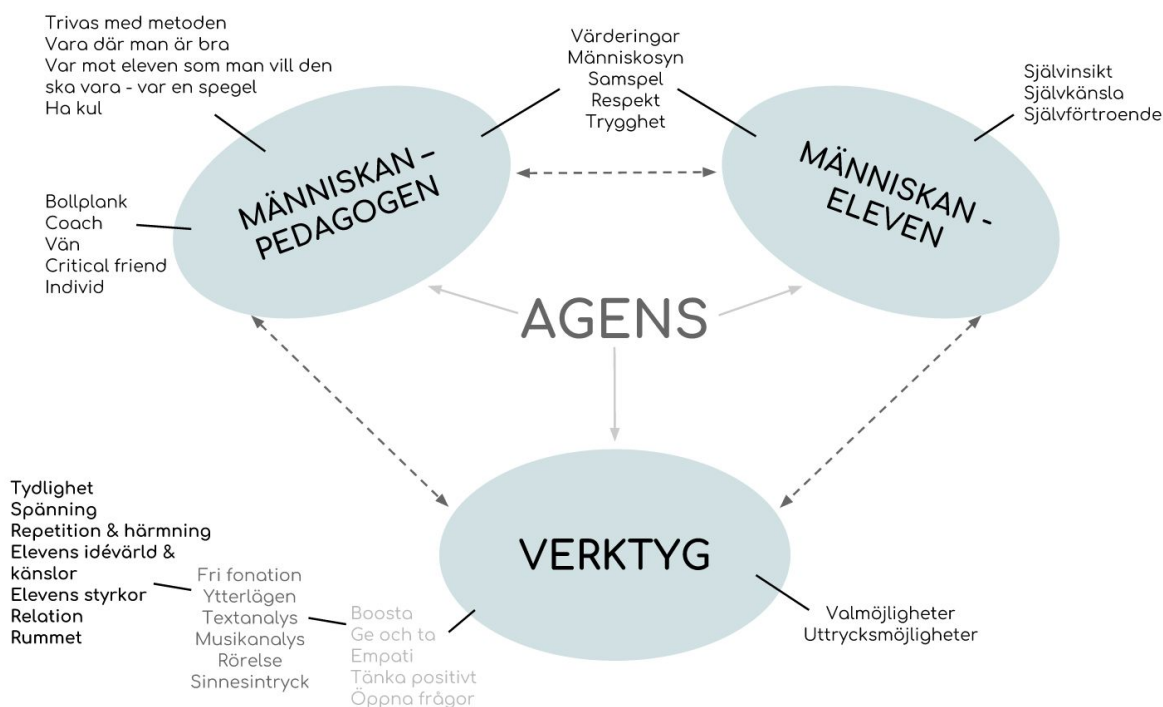 Trivas med metoden
Vara där man är bra
Var mot eleven som man vill den
ska vara - var en spegel
Ha kul
Värderingar
Människosyn
Samspel
Respekt
Trygghet
Självinsikt
Självkänsla
Självförtroende
MÄNNISKAN –
PEDAGOGEN
MÄNNISKAN -
ELEVEN
Bollplank
Coach
Vän
Critical friend
Individ
AGENS
VERKTYG
Tydlighet
Spänning
Repetition & härmning
Elevens idévärld &
känslor
Elevens styrkor
Relation
Rummet
Fri fonation
Ytterlägen
Textanalys
Musikanalys
Rörelse
Sinnesintryck
Boosta
Ge och ta
Empati
Tänka positivt
Öppna frågor
Valmöjligheter
Uttrycksmöjligheter